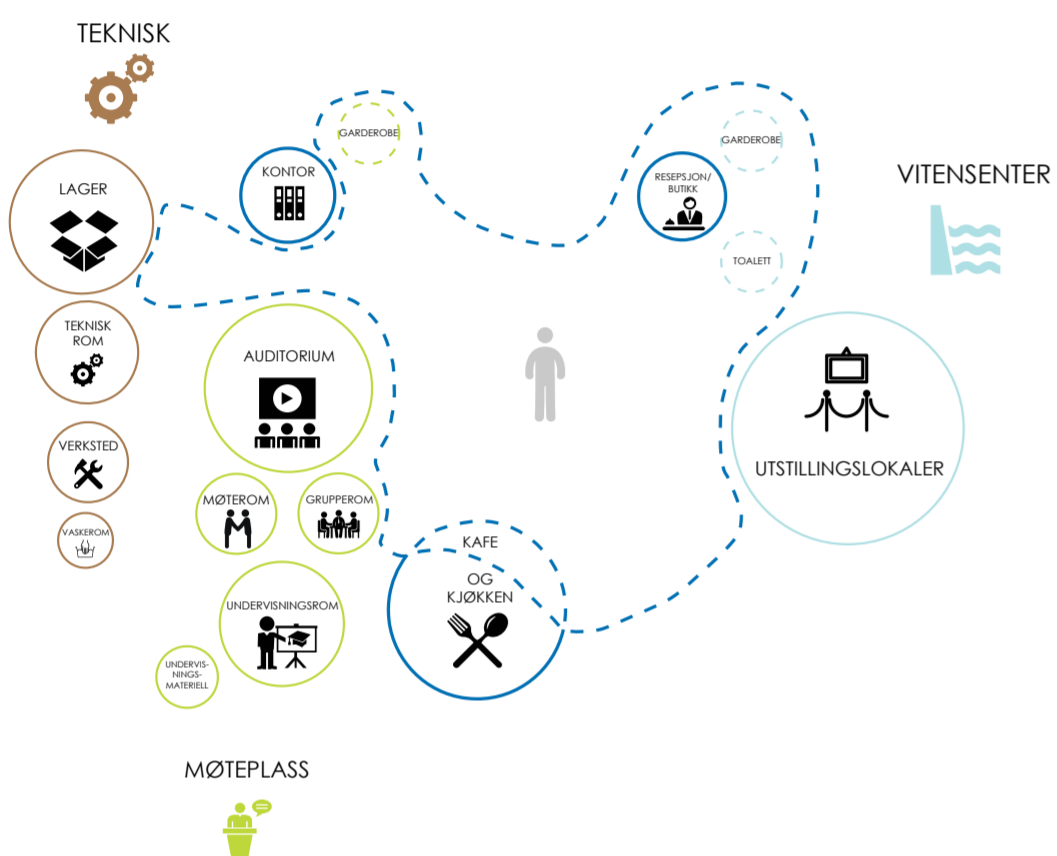 TEKNISK
GARDEROBE
GARDEROBE
KONTOR
RESEPSJON/
BUTIKK
VITENSENTER
LAGER
TOALETT
TEKNISK
ROM
AUDITORIUM
VERKSTED
UTSTILLINGSLOKALER
MØTEROM
GRUPPEROM
VASKEROM
KAFE
OG
KJØKKEN
UNDERVISNINGSROM
UNDERVIS-
NINGS-
MATERIELL
MØTEPLASS